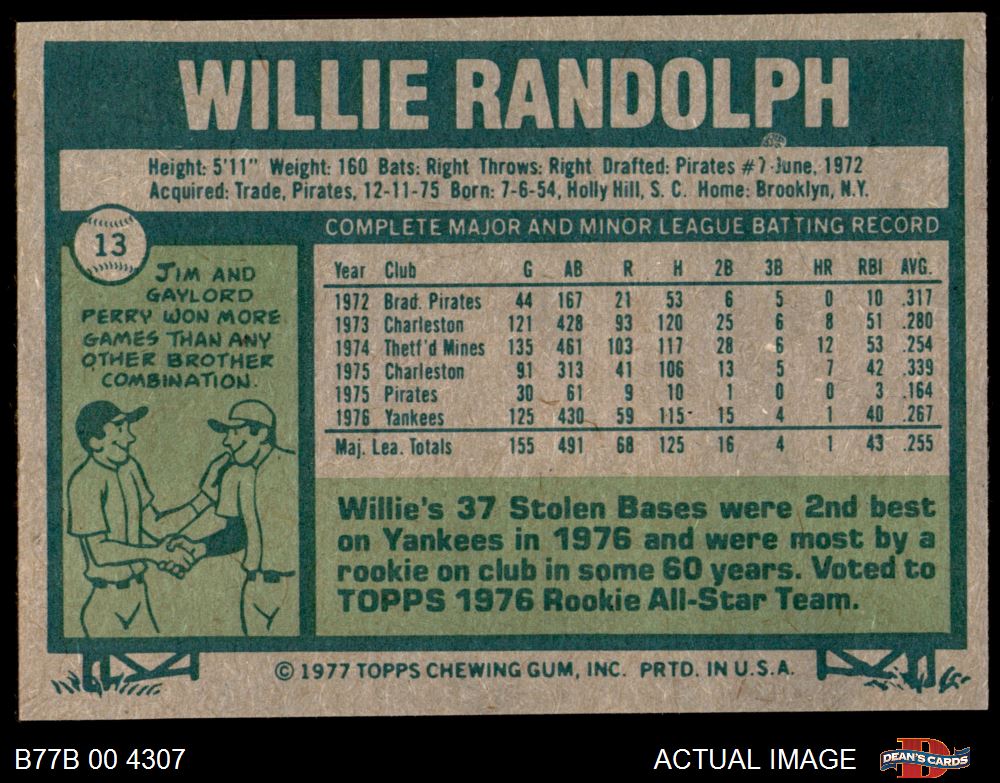 WILLIE RANDOLPH
Height: 5'11" Weight: 160 Bats: Right Throws: Right Drafted: Pirates #7-June, 1972
Acquired: Trade, Pirates, 12-11-75 Born: 7-6-54, Holly Hill, S. C. Home: Brooklyn, N.Y.
13
JIM AND
GAYLORD
PERRY WON MORE
GAMES THAN ANY
OTHER BROTHER
COMBINATION.
COMPLETE MAJOR AND MINOR LEAGUE BATTING RECORD
Year Club G AB R H 2B 3B HR RBI AVG.
1972 Brad. Pirates 44 167 21 53 6 5 0 10 .317
1973 Charleston 121 428 93 120 25 6 8 51 .280
1974 Thetf'd Mines 135 461 103 117 28 6 12 53 .254
1975 Charleston 91 313 41 106 13 5 7 42 .339
1975 Pirates 30 61 9 10 1 0 0 3 .164
1976 Yankees 125 430 59 115 15 4 1 40 .267
Maj. Lea. Totals 155 491 68 125 16 4 1 43 .255
Willie's 37 Stolen Bases were 2nd best
on Yankees in 1976 and were most by a
rookie on club in some 60 years. Voted to
TOPPS 1976 Rookie All-Star Team.
© 1977 TOPPS CHEWING GUM, INC. PRTD. IN U.S.A.
B77B 00 4307
ACTUAL IMAGE
DEAN'S CARDS